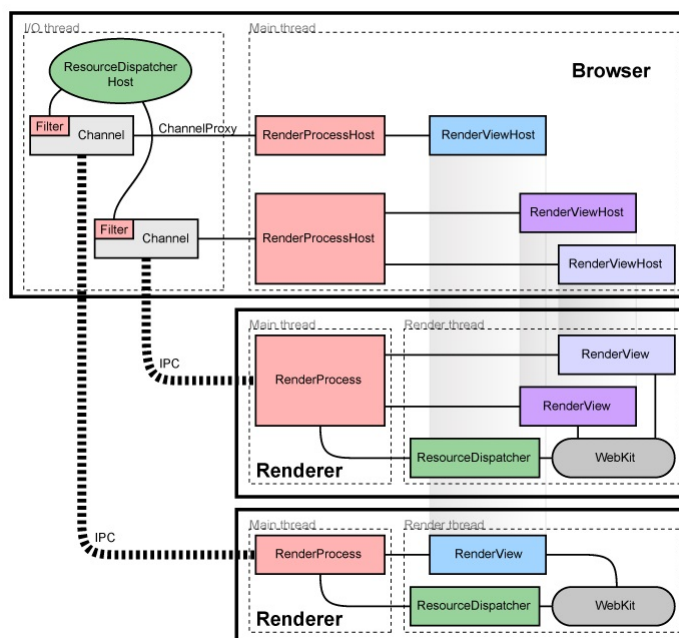 I/O thread
Main thread
ResourceDispatcher
Host
Browser
Filter
Channel
ChannelProxy
RenderProcessHost
RenderViewHost
Filter
Channel
RenderProcessHost
RenderViewHost
RenderViewHost
Main thread
Render thread
IPC
RenderProcess
RenderView
RenderView
Renderer
ResourceDispatcher
WebKit
Main thread
Render thread
IPC
RenderProcess
RenderView
Renderer
ResourceDispatcher
WebKit